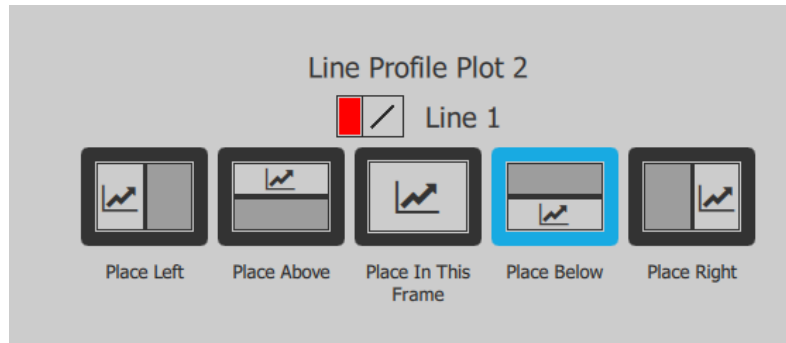 Line Profile Plot 2
Line 1
Place Left
Place Above
Place In This
Frame
Place Below
Place Right